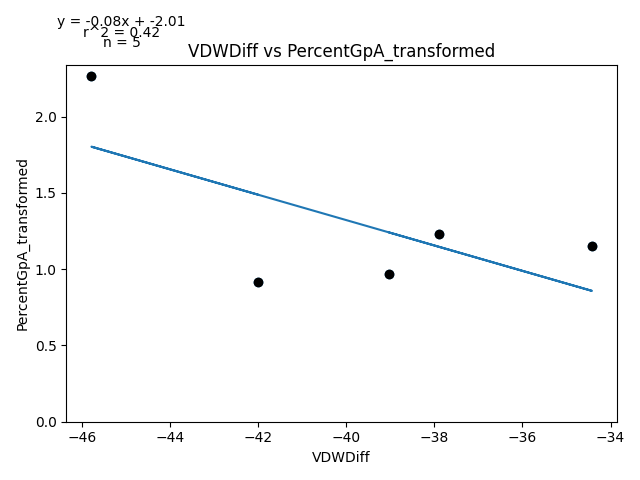 y = -0.08x + -2.01
r^2 = 0.42
n = 5
VDWDiff vs PercentGpA_transformed
PercentGpA_transformed
2.0
1.5
1.0
0.5
0.0
−46 −44 −42 −40 −38 −36 −34
VDWDiff